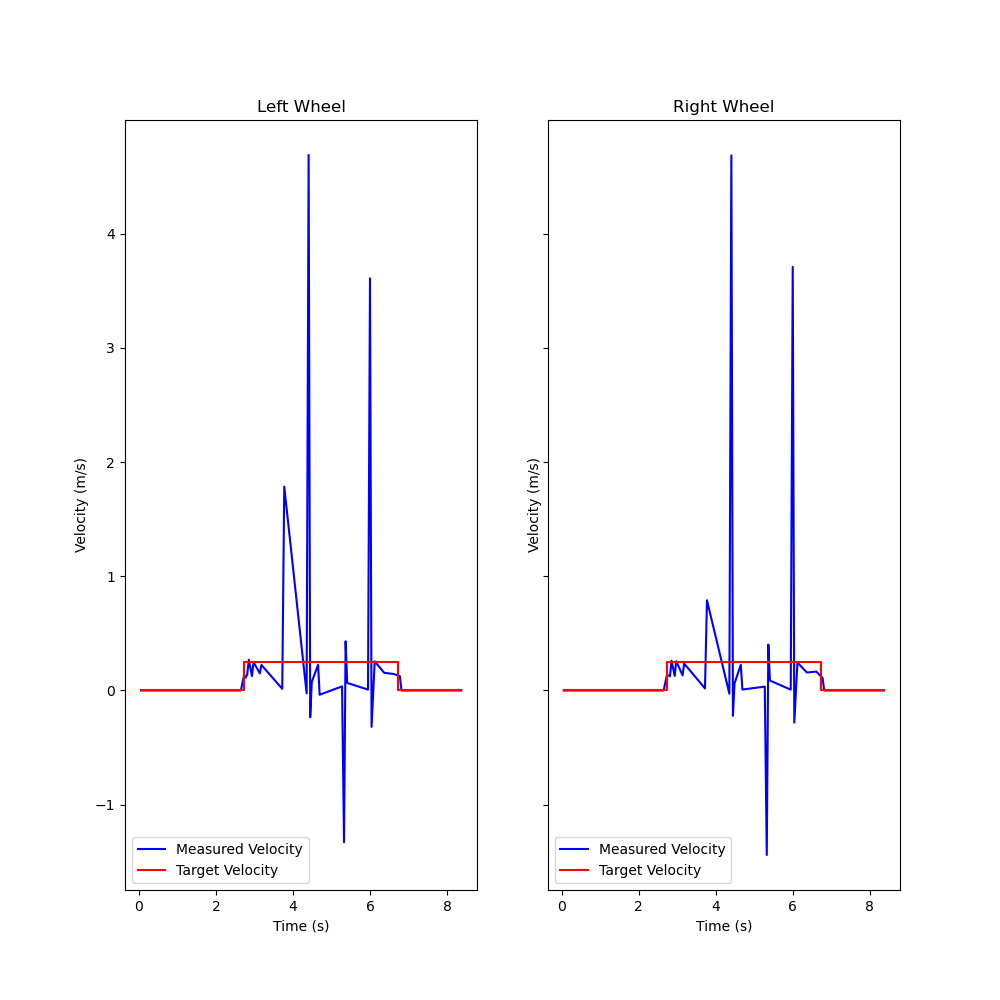 Left Wheel
Velocity (m/s)
4
3
2
1
0
−1
0 2 4 6 8
Time (s)
Measured Velocity
Target Velocity
Right Wheel
Velocity (m/s)
0 2 4 6 8
Time (s)
Measured Velocity
Target Velocity